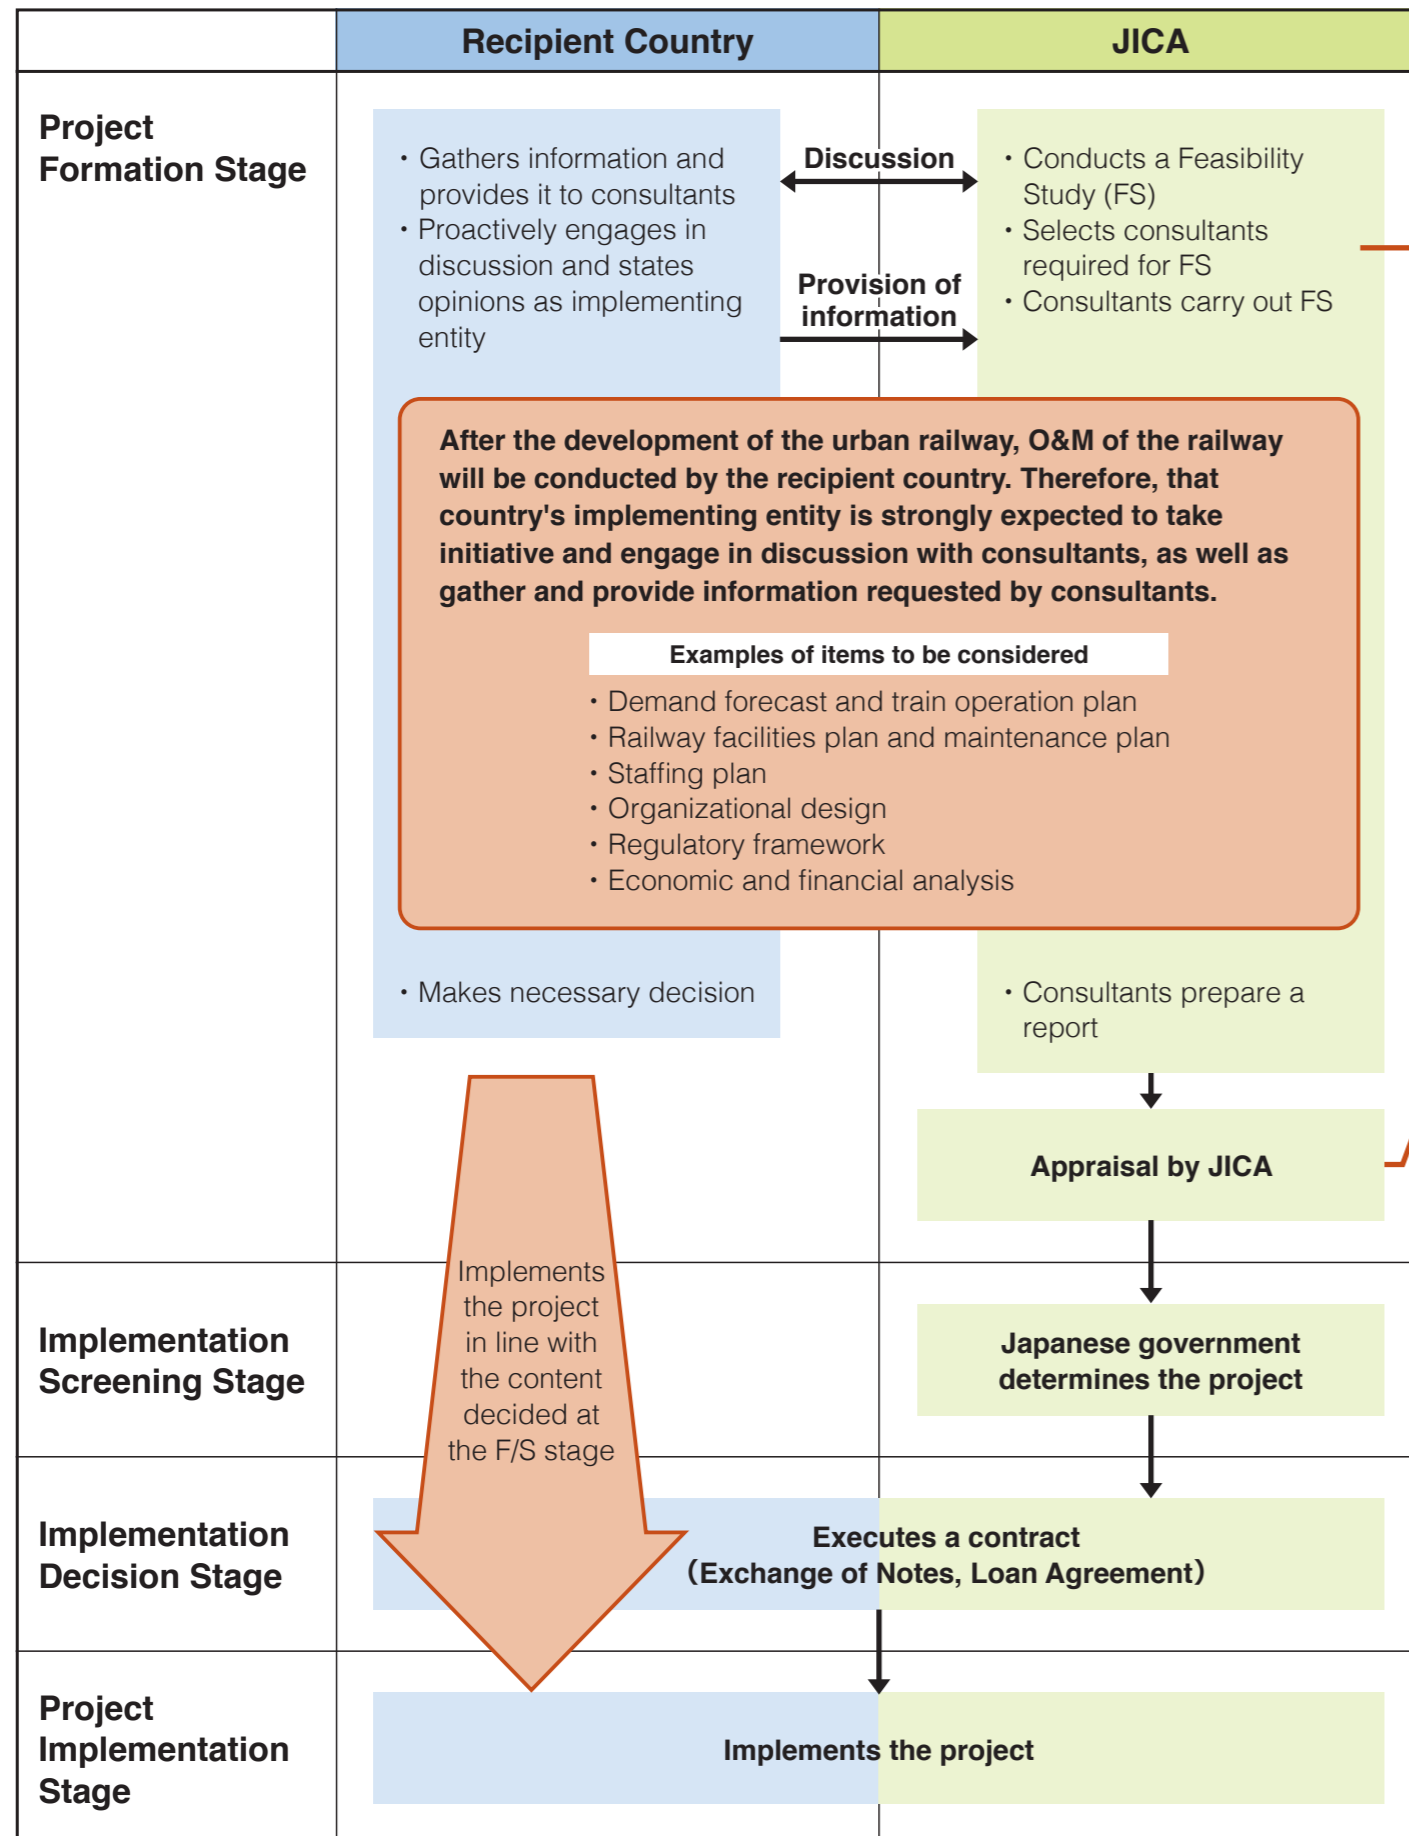 Recipient Country
JICA
Project
Formation Stage
・Gathers information and
provides it to consultants
・Proactively engages in
discussion and states
opinions as implementing
entity
Discussion
Provision of
information
・Conducts a Feasibility
Study (FS)
・Selects consultants
required for FS
・Consultants carry out FS
After the development of the urban railway, O&M of the railway
will be conducted by the recipient country. Therefore, that
country's implementing entity is strongly expected to take
initiative and engage in discussion with consultants, as well as
gather and provide information requested by consultants.
Examples of items to be considered
・Demand forecast and train operation plan
・Railway facilities plan and maintenance plan
・Staffing plan
・Organizational design
・Regulatory framework
・Economic and financial analysis
・Makes necessary decision
・Consultants prepare a
report
Appraisal by JICA
Implements
the project
in line with
the content
decided at
the F/S stage
Implementation
Screening Stage
Japanese government
determines the project
Implementation
Decision Stage
Executes a contract
（Exchange of Notes, Loan Agreement）
Project
Implementation
Stage
Implements the project